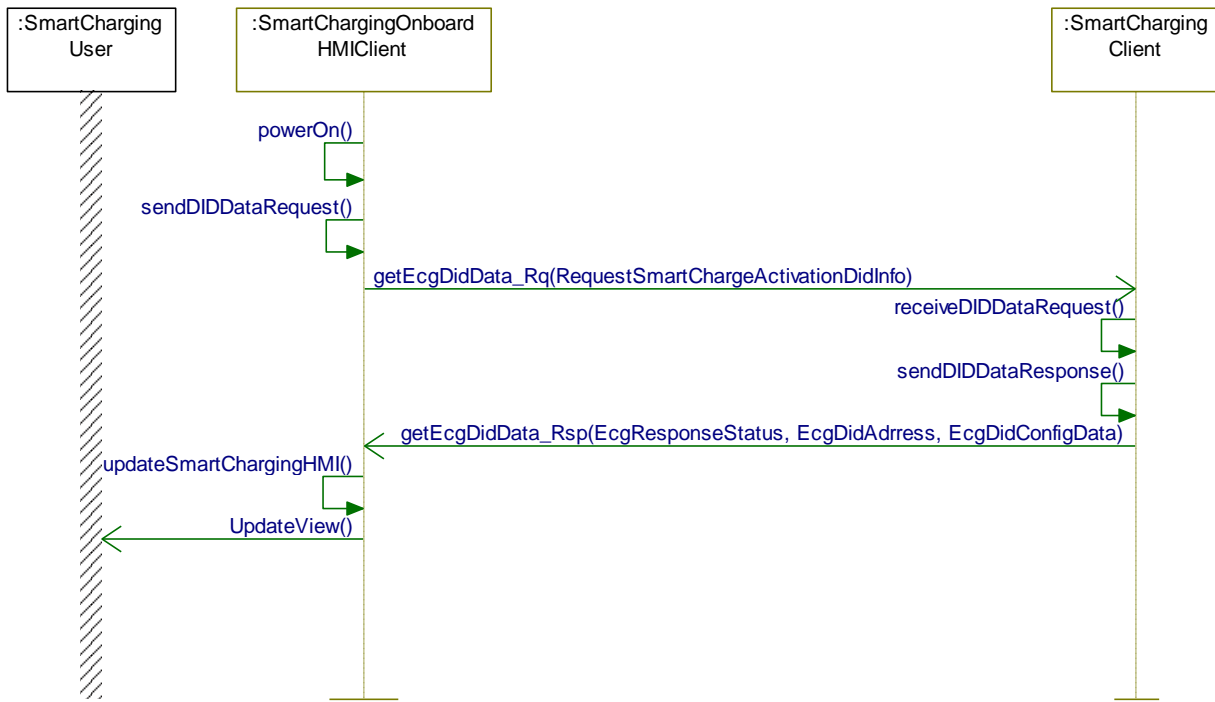 :SmartCharging
User
:SmartChargingOnboard
HMIClient
:SmartCharging
Client
powerOn()
sendDIDDataRequest()
getEcgDidData_Rq(RequestSmartChargeActivationDidInfo)
receiveDIDDataRequest()
sendDIDDataResponse()
getEcgDidData_Rsp(EcgResponseStatus, EcgDidAdrress, EcgDidConfigData)
updateSmartChargingHMI()
UpdateView()